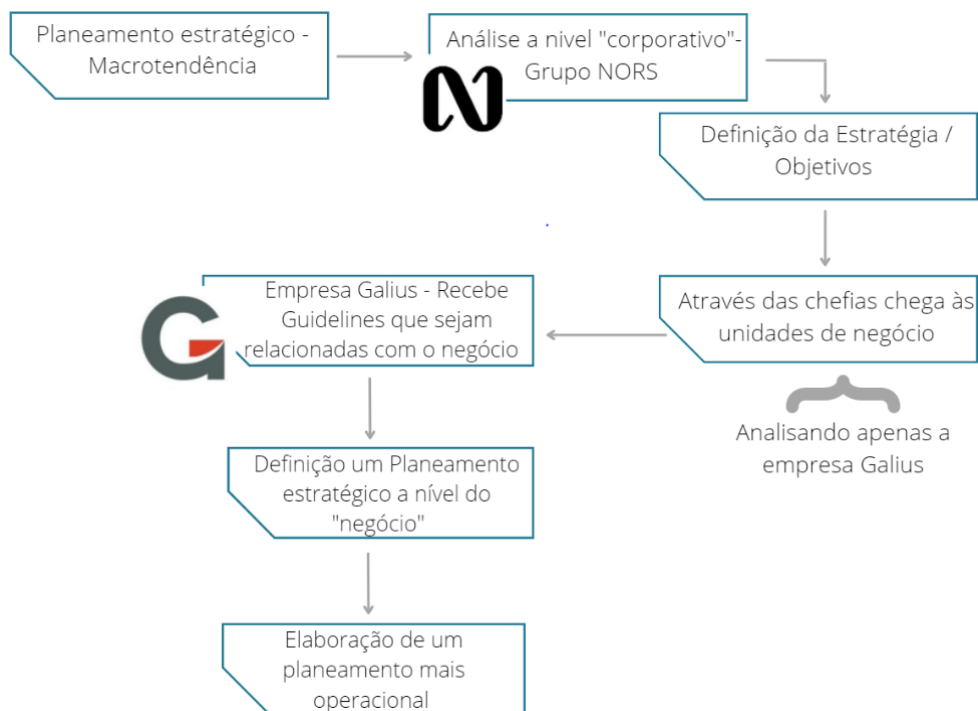 Planeamento estratégico -
Macrotendência
Análise a nivel "corporativo"-
Grupo NORS
Definição da Estratégia /
Objetivos
Através das chefias chega às
unidades de negócio
Analisando apenas a
empresa Galius
Empresa Galius - Recebe
Guidelines que sejam
relacionadas com o negócio
Definição um Planeamento
estratégico a nível do
"negócio"
Elaboração de um
planeamento mais
operacional